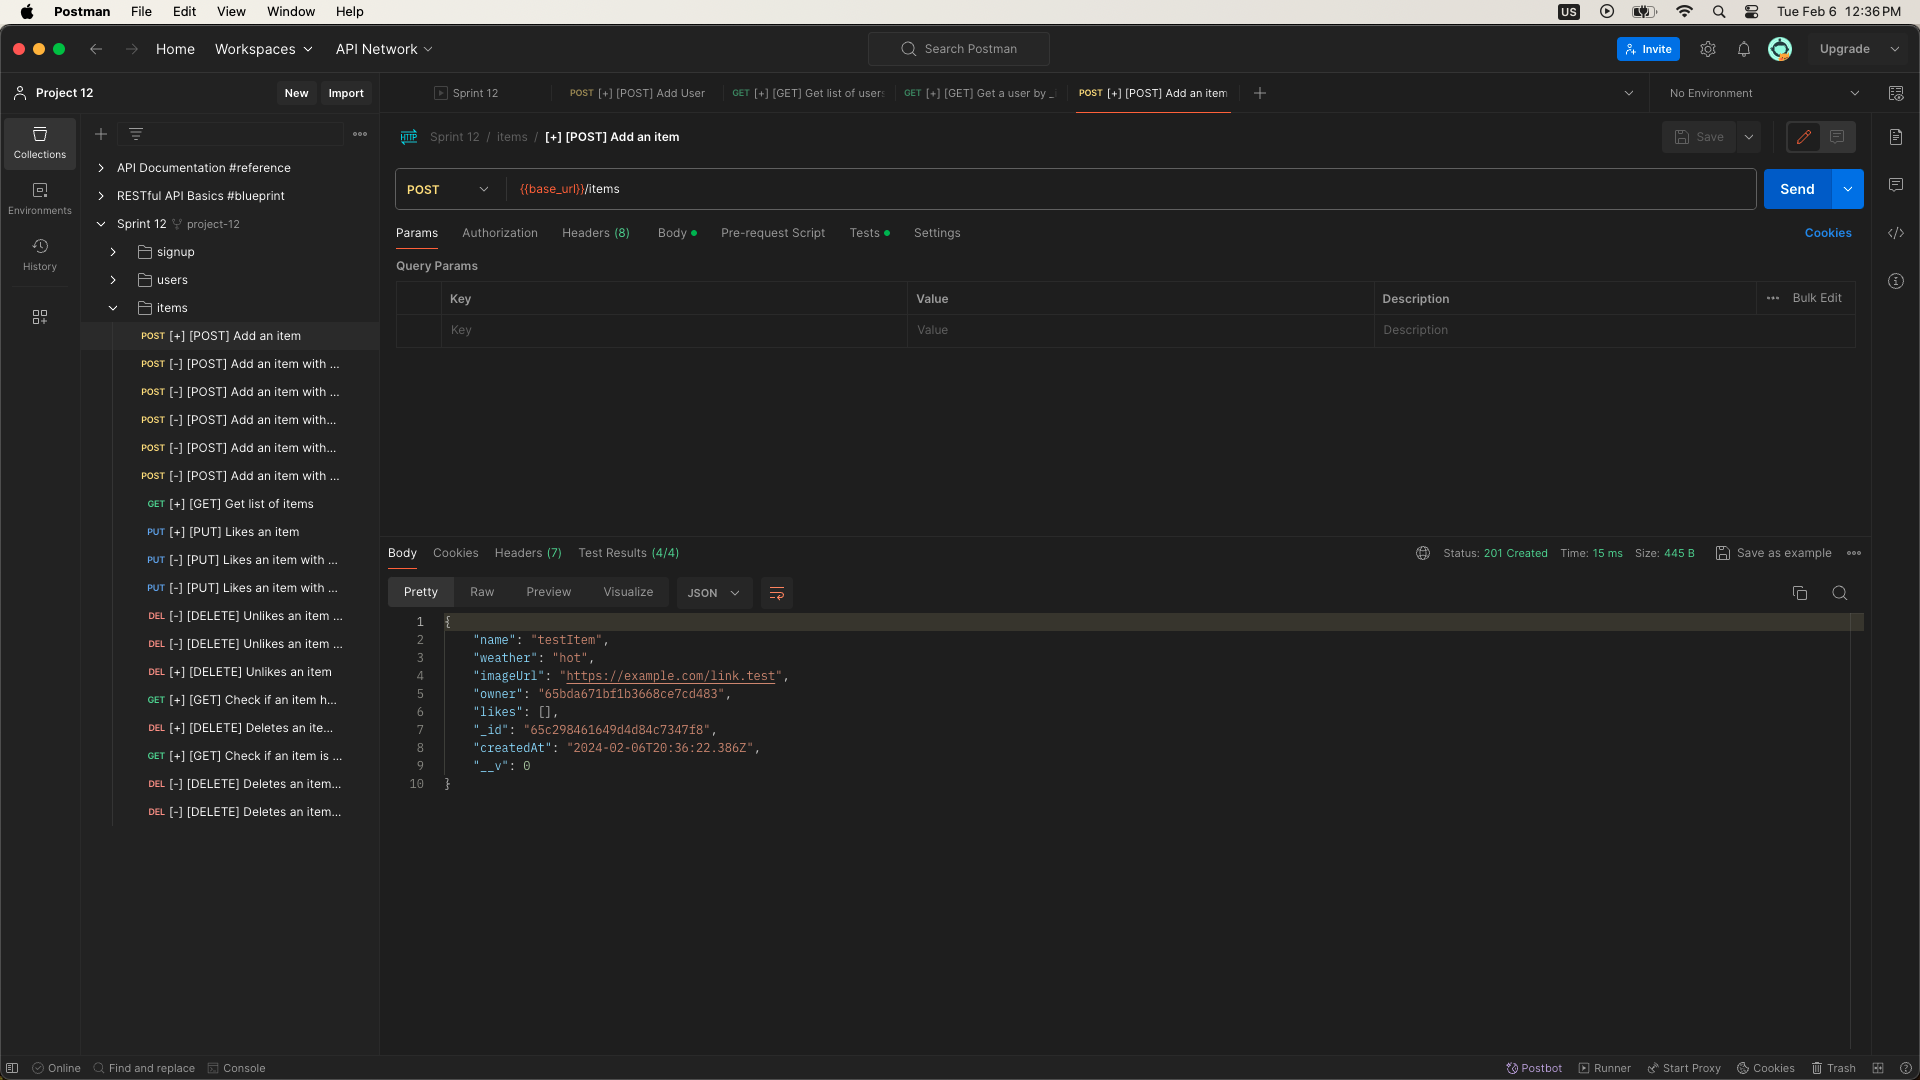 Postman File Edit View Window Help
US Tue Feb 6 12:36 PM
Home Workspaces API Network
Search Postman
Invite Upgrade
Project 12 New Import
Sprint 12 POST [+] [POST] Add User GET [+] [GET] Get list of users GET [+] [GET] Get a user by _ POST [+] [POST] Add an item
No Environment
Collections
Environments
History
API Documentation #reference
RESTful API Basics #blueprint
Sprint 12 project-12
signup
users
items
POST [+] [POST] Add an item
POST [-] [POST] Add an item with ...
POST [-] [POST] Add an item with ...
POST [-] [POST] Add an item with...
POST [-] [POST] Add an item with...
POST [-] [POST] Add an item with ...
GET [+] [GET] Get list of items
PUT [+] [PUT] Likes an item
PUT [-] [PUT] Likes an item with ...
PUT [-] [PUT] Likes an item with ...
DEL [-] [DELETE] Unlikes an item ...
DEL [-] [DELETE] Unlikes an item ...
DEL [+] [DELETE] Unlikes an item
GET [+] [GET] Check if an item h...
DEL [+] [DELETE] Deletes an ite...
GET [+] [GET] Check if an item is ...
DEL [-] [DELETE] Deletes an item...
DEL [-] [DELETE] Deletes an item...
HTTP Sprint 12 / items / [+] [POST] Add an item
Save
POST {{base_url}}/items Send
Params Authorization Headers (8) Body Pre-request Script Tests Settings Cookies
Query Params
Key Value Description Bulk Edit
Key Value Description
Body Cookies Headers (7) Test Results (4/4) Status: 201 Created Time: 15 ms Size: 445 B Save as example
Pretty Raw Preview Visualize JSON
1 {
2 "name": "testItem",
3 "weather": "hot",
4 "imageUrl": "https://example.com/link.test",
5 "owner": "65bda671bf1b3668ce7cd483",
6 "likes": [],
7 "_id": "65c298461649d4d84c7347f8",
8 "createdAt": "2024-02-06T20:36:22.386Z",
9 "__v": 0
10 }
Online Find and replace Console
Postbot Runner Start Proxy Cookies Trash